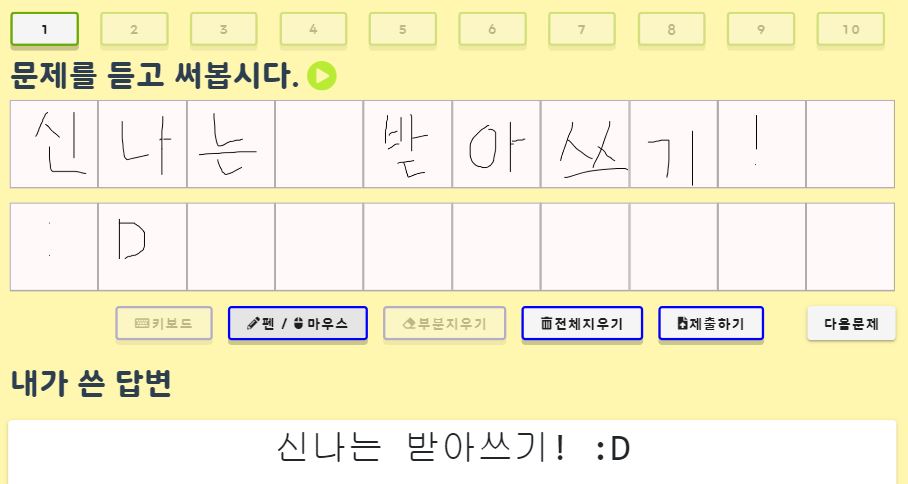 1 2 3 4 5 6 7 8 9 10
문제를 듣고 써봅시다.
신나는 받아쓰기!
:D
키보드 펜 / 마우스 부분지우기 전체지우기 제출하기 다음문제
내가 쓴 답변
신나는 받아쓰기! :D